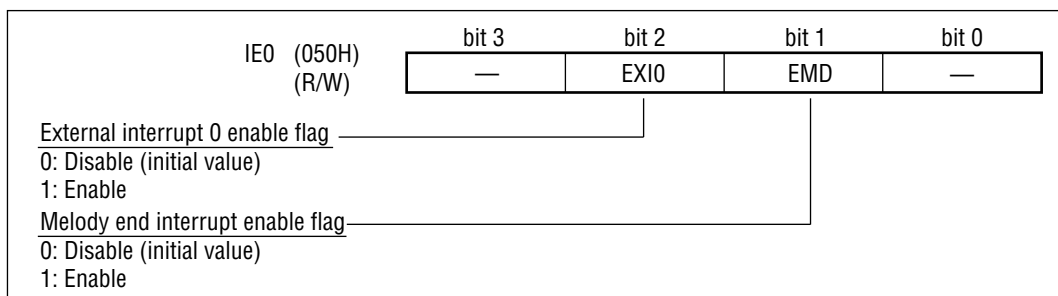 bit 3 bit 2 bit 1 bit 0
IE0 (050H) — EXI0 EMD —
(R/W)
External interrupt 0 enable flag
0: Disable (initial value)
1: Enable
Melody end interrupt enable flag
0: Disable (initial value)
1: Enable